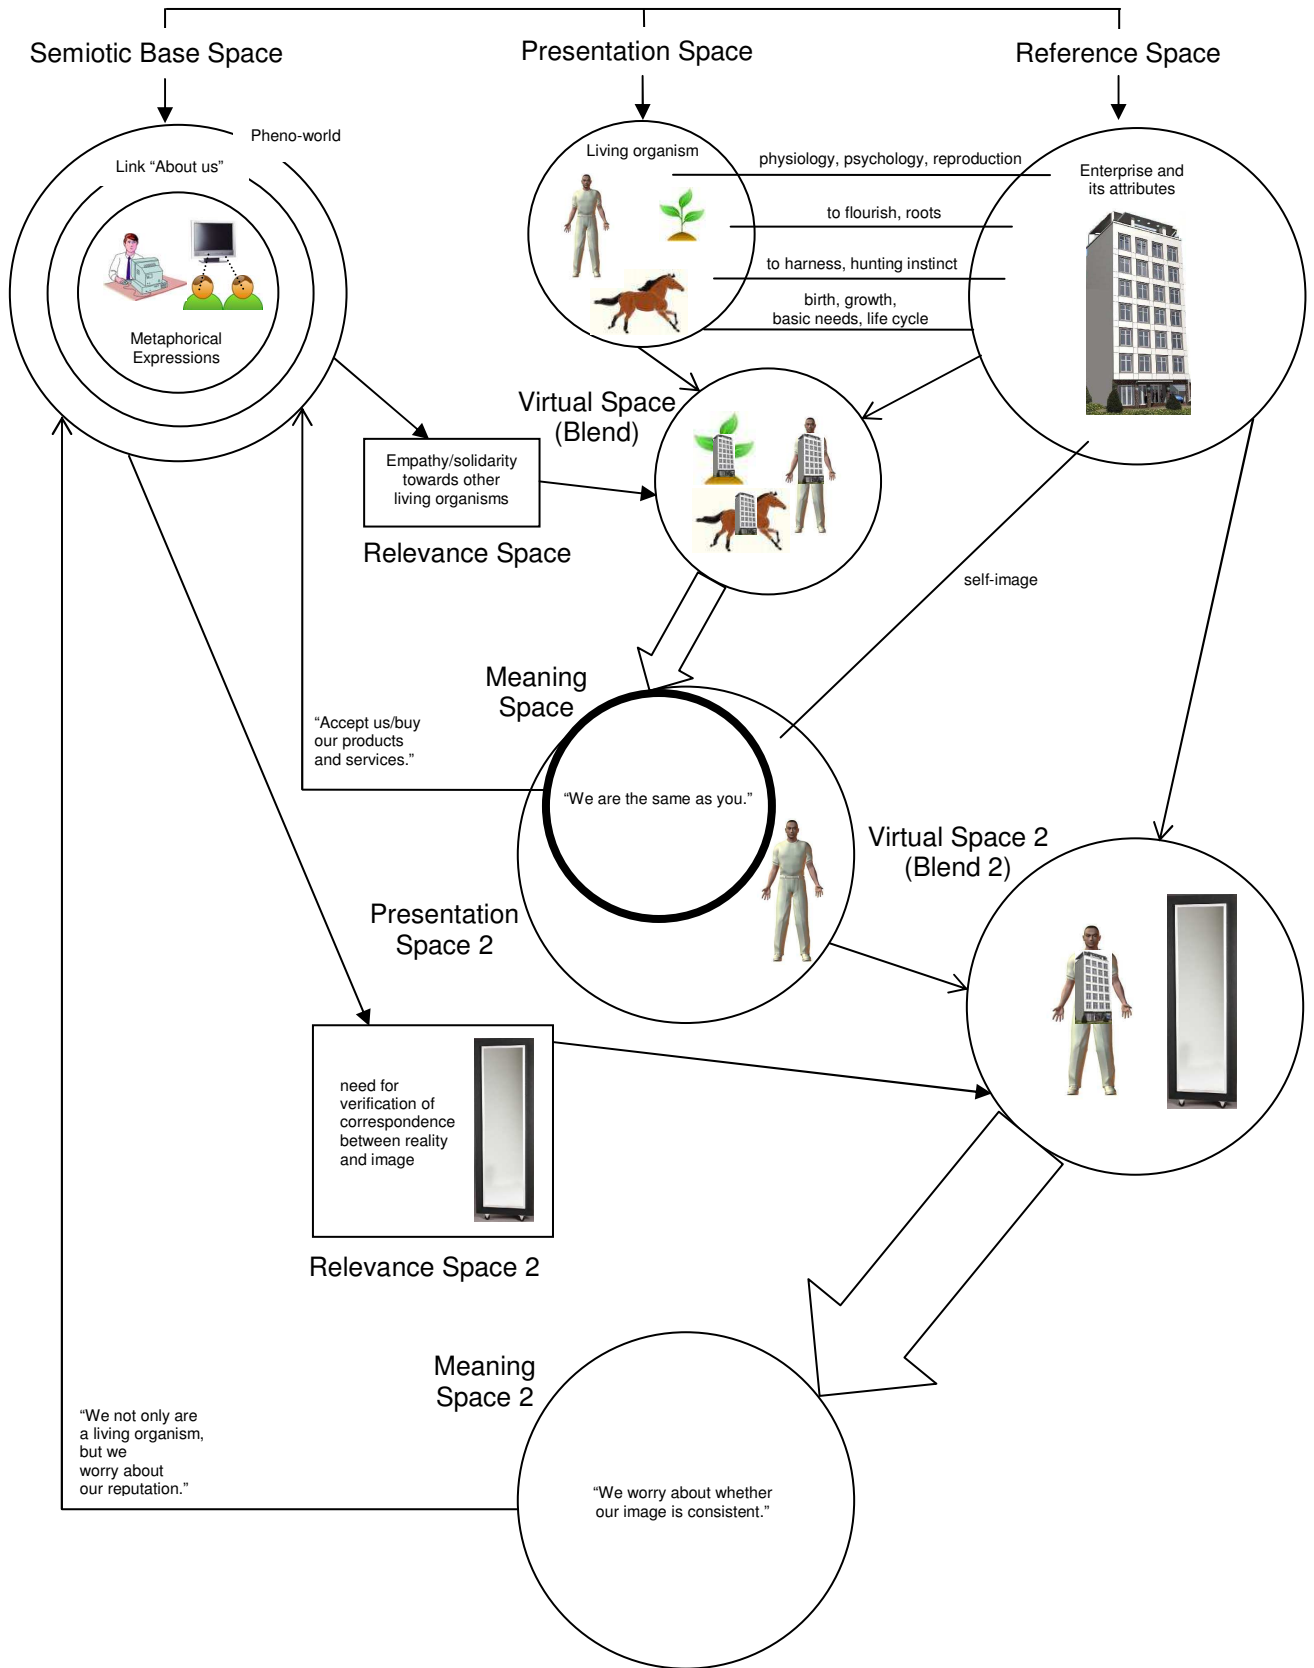 Semiotic Base Space
Presentation Space
Reference Space
Pheno-world
Link “About us”
Metaphorical
Expressions
Living organism
physiology, psychology, reproduction
to flourish, roots
to harness, hunting instinct
birth, growth,
basic needs, life cycle
Enterprise and
its attributes
Virtual Space
(Blend)
Empathy/solidarity
towards other
living organisms
Relevance Space
self-image
Meaning
Space
“Accept us/buy
our products
and services.”
“We are the same as you.”
Virtual Space 2
(Blend 2)
Presentation
Space 2
need for
verification of
correspondence
between reality
and image
Relevance Space 2
Meaning
Space 2
“We not only are
a living organism,
but we
worry about
our reputation.”
“We worry about whether
our image is consistent.”